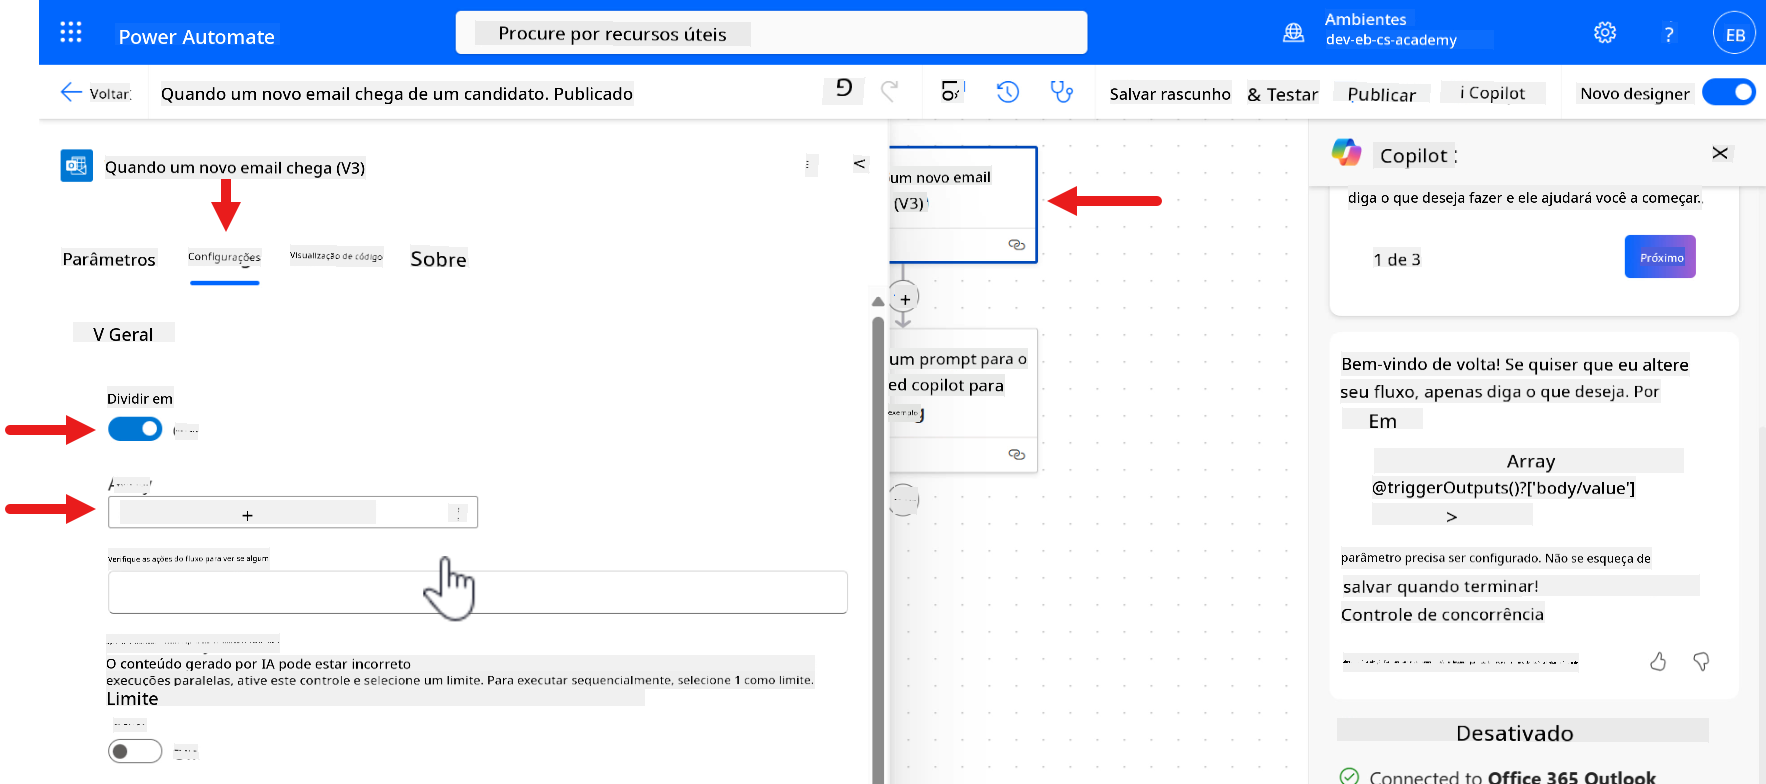 Power Automate
Procure por recursos úteis
Ambientes
dev-eb-cs-academy
?
EB
Voltar
Quando um novo email chega de um candidato. Publicado
Salvar rascunho
& Testar
Publicar
i Copilot
Novo designer
Quando um novo email chega (V3)
<
Parâmetros
Configurações
Visualização de código
Sobre
V Geral
Dividir em
+
Verifique as ações do fluxo para ver se algum
O conteúdo gerado por IA pode estar incorreto
execuções paralelas, ative este controle e selecione um limite. Para executar sequencialmente, selecione 1 como limite.
Limite
um novo email
(V3)
+
um prompt para o
ed copilot para
exemplo
Copilot :
diga o que deseja fazer e ele ajudará você a começar.
1 de 3
Próximo
Bem-vindo de volta! Se quiser que eu altere
seu fluxo, apenas diga o que deseja. Por
Em
Array
@triggerOutputs()?['body/value']
>
parâmetro precisa ser configurado. Não se esqueça de
salvar quando terminar!
Controle de concorrência
Desativado
Connected to Office 365 Outlook